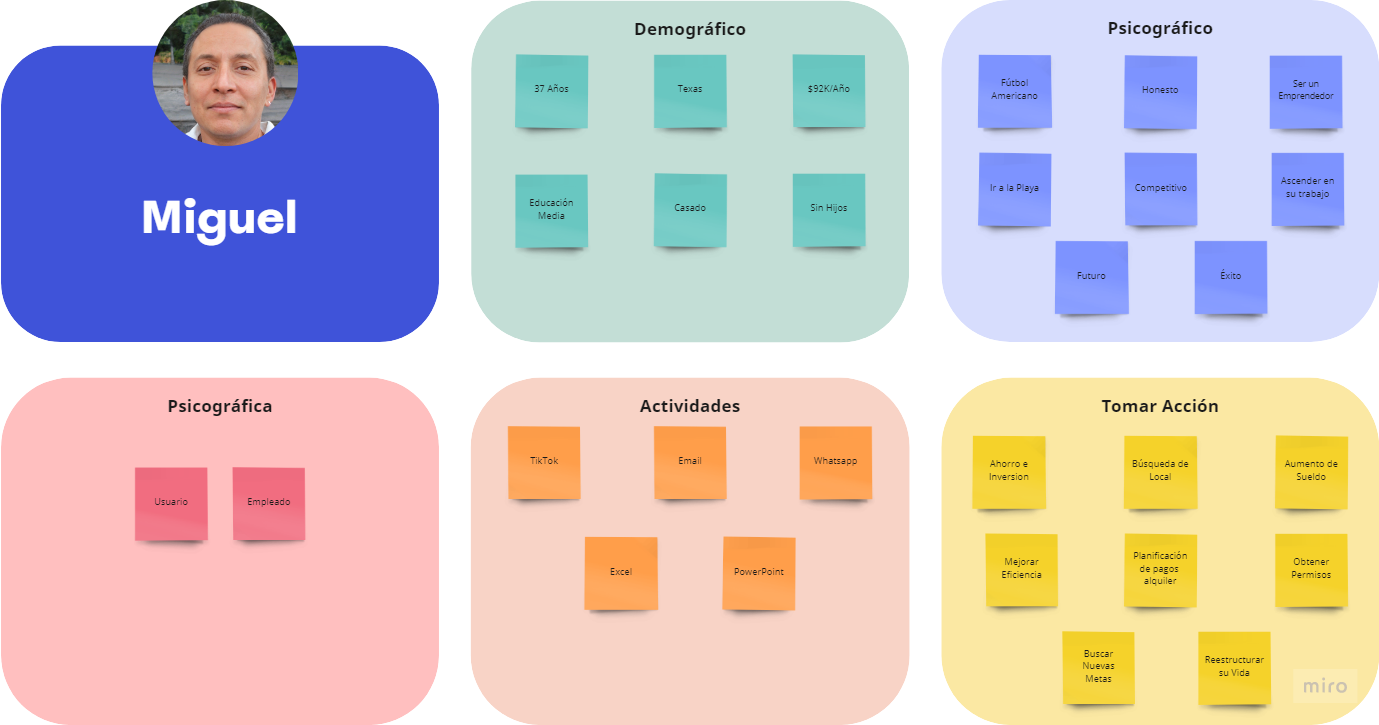 Miguel
Demográfico
37 Años
Texas
$92K/Año
Educación
Media
Casado
Sin Hijos
Psicográfico
Fútbol
Americano
Honesto
Ser un
Emprendedor
Ir a la Playa
Competitivo
Ascender en
su trabajo
Futuro
Éxito
Psicográfica
Usuario
Empleado
Actividades
TikTok
Email
Whatsapp
Excel
PowerPoint
Tomar Acción
Ahorro e
Inversion
Búsqueda de
Local
Aumento de
Sueldo
Mejorar
Eficiencia
Planificación
de pagos
alquiler
Obtener
Permisos
Buscar
Nuevas
Metas
Reestructurar
su Vida
miro